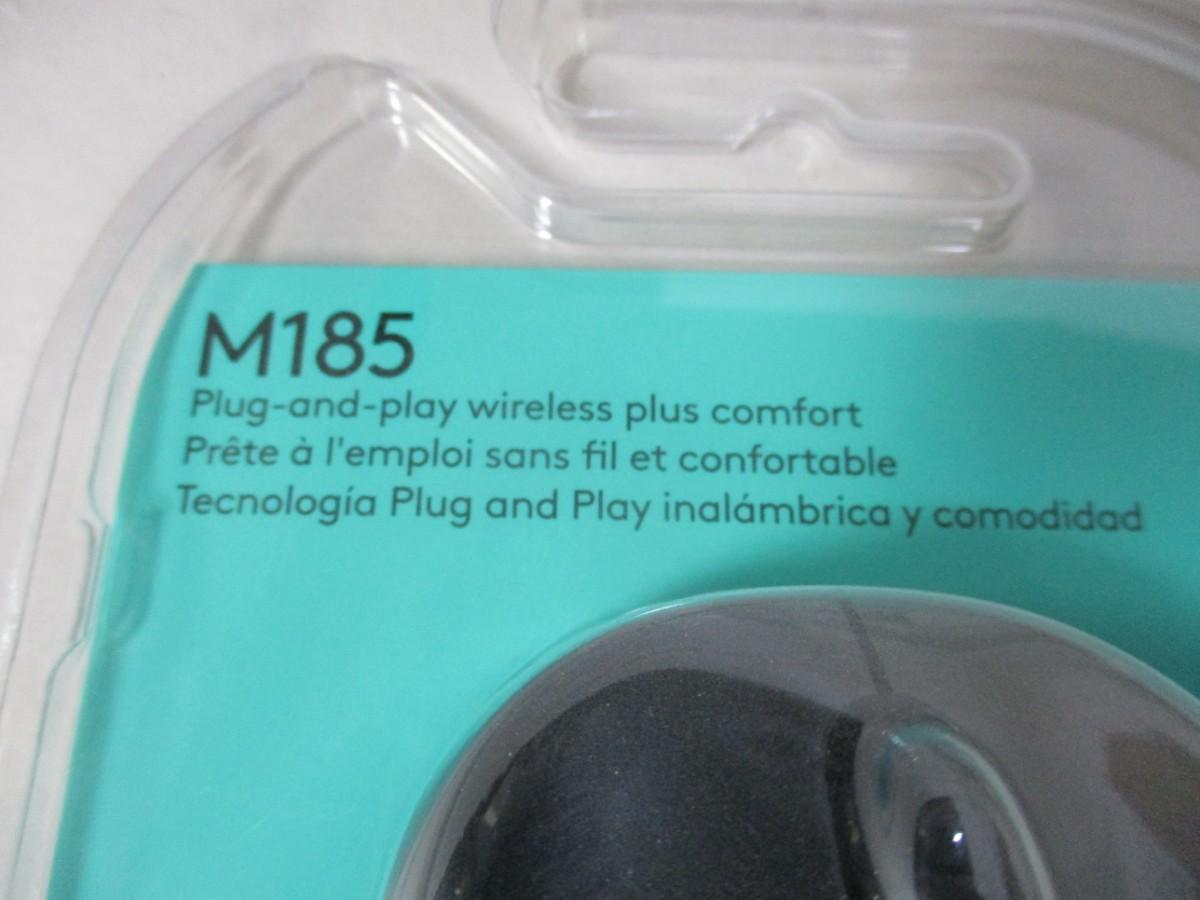 M185
Plug-and-play wireless plus comfort
Prête à l'emploi sans fil et confortable
Tecnología Plug and Play inalámbrica y comodidad